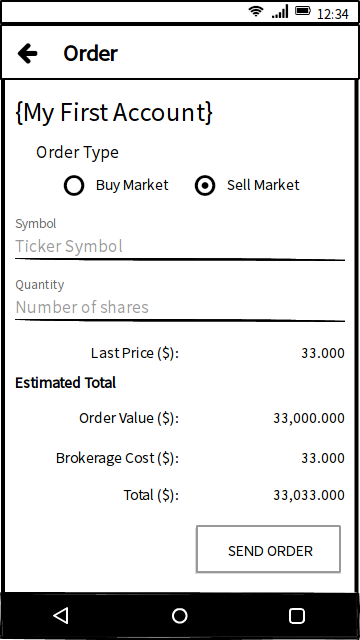 12:34
Order
{My First Account}
Order Type
Buy Market Sell Market
Symbol
Ticker Symbol
Quantity
Number of shares
Last Price ($): 33.000
Estimated Total
Order Value ($): 33,000.000
Brokerage Cost ($): 33.000
Total ($): 33,033.000
SEND ORDER